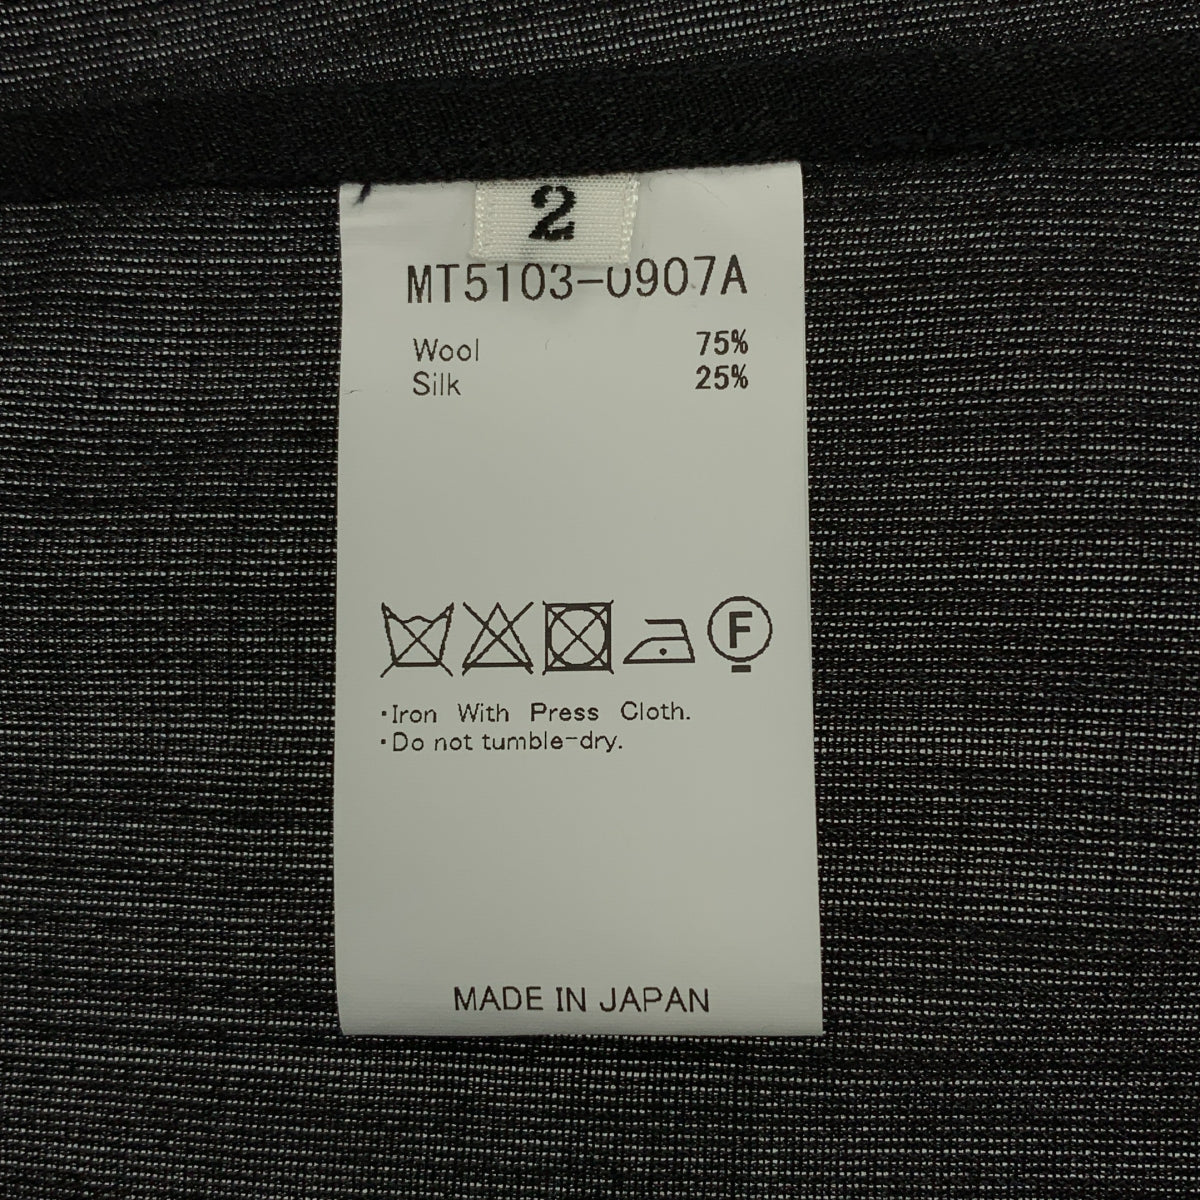 2
MT5103-0907A
Wool 75%
Silk 25%
F
・Iron With Press Cloth.
・Do not tumble-dry.
MADE IN JAPAN